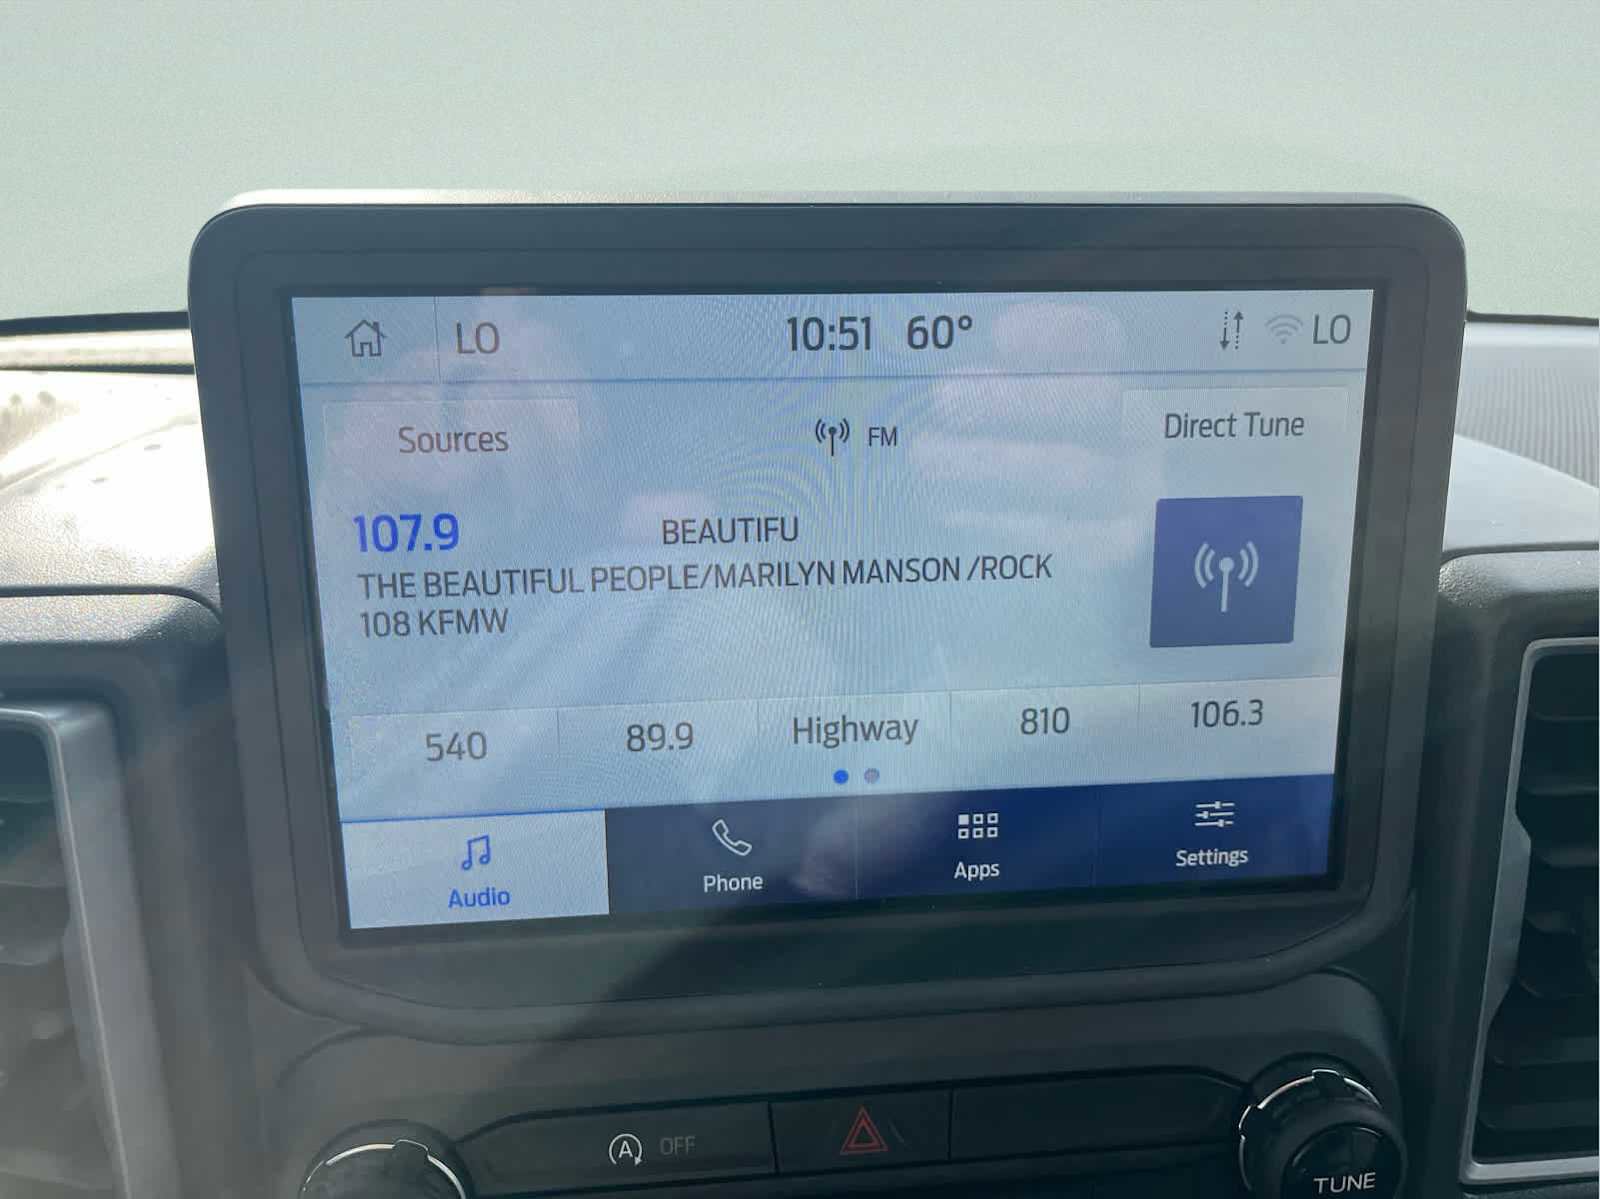 LO 10:51 60° LO
Sources FM Direct Tune
107.9 BEAUTIFU
THE BEAUTIFUL PEOPLE/MARILYN MANSON /ROCK
108 KFMW
540 89.9 Highway 810 106.3
Audio Phone Apps Settings
A OFF
TUNE